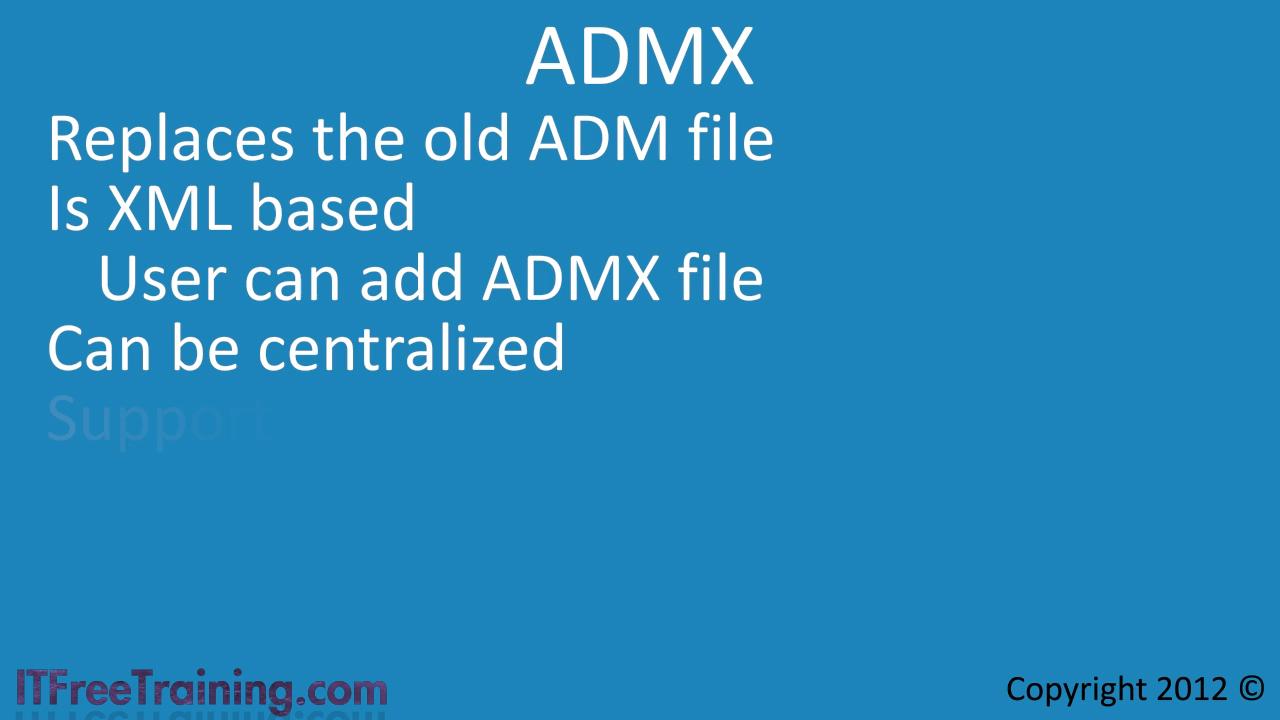 ADMX
Replaces the old ADM file
Is XML based
User can add ADMX file
Can be centralized
Support
ITFreeTraining.com
Copyright 2012 ©